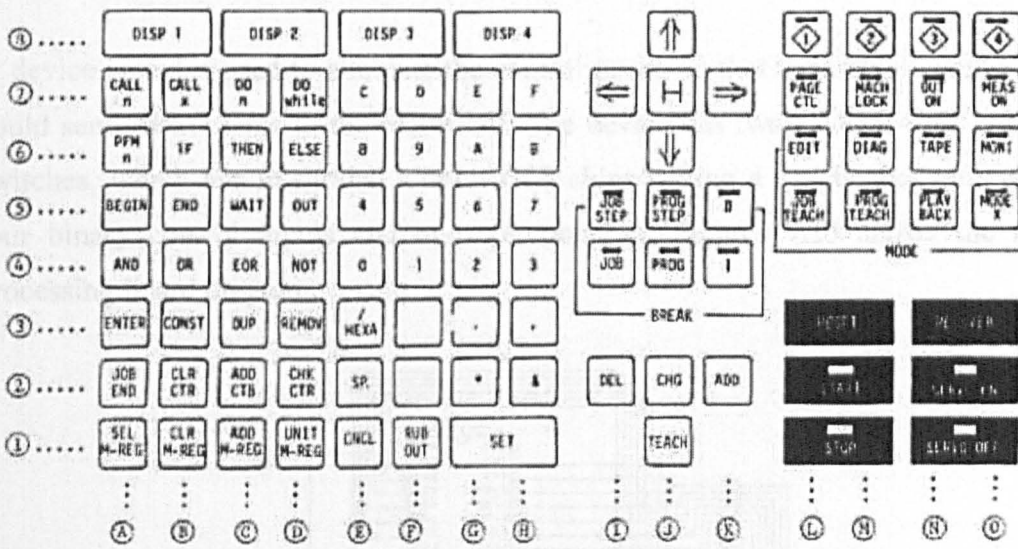 ⑧ ..... DISP 1 DISP 2 DISP 3 DISP 4 ⇑ 1 2 3 4
⑦ ..... CALL n CALL x DO n DO while C D E F ⇐ H ⇒ PAGE CTL MACH LOCK OUT ON MEAS ON
⑥ ..... PFM n IF THEN ELSE 8 9 A B ⇓ EDIT DIAG TAPE MONI
⑤ ..... BEGIN END WAIT OUT 4 5 6 7 JOB STEP PROG STEP JOB TEACH PROG TEACH PLAY BACK MODE X
④ ..... AND OR EOR NOT 0 1 2 3 JOB PROG I MODE
③ ..... ENTER CONST DUP REMOV / HEXA . , BREAK RESET
② ..... JOB END CLR CTR ADD CTB CHK CTR SP. * & DEL CHG ADD START
① ..... SEL M-REG CLR M-REG ADD M-REG UNIT M-REG CNCL RUB OUT SET TEACH STOP SERVO OFF
Ⓐ Ⓑ Ⓒ Ⓓ Ⓔ Ⓕ Ⓖ Ⓗ Ⓘ Ⓙ Ⓚ Ⓛ Ⓜ Ⓝ Ⓞ